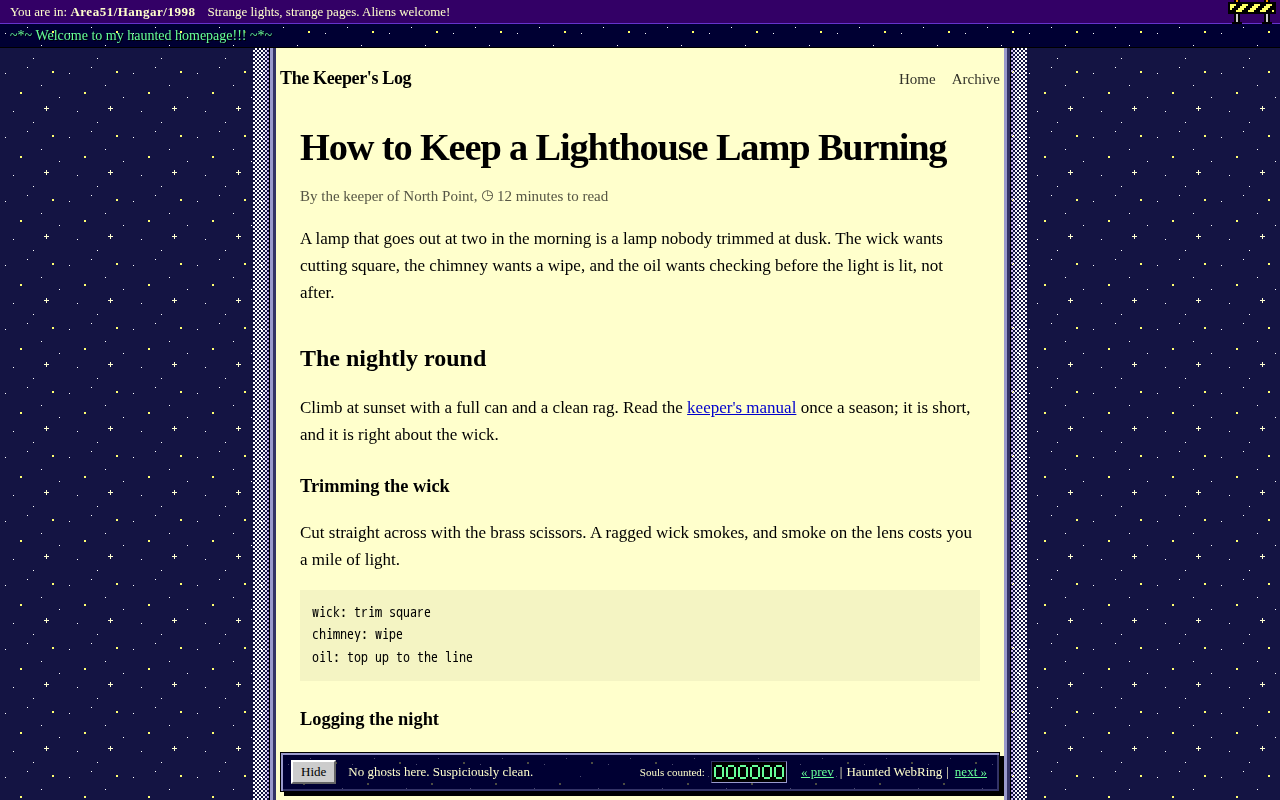 You are in: Area51/Hangar/1998 Strange lights, strange pages. Aliens welcome!
~*~ Welcome to my haunted homepage!!! ~*~
The Keeper's Log
Home Archive
How to Keep a Lighthouse Lamp Burning
By the keeper of North Point, 12 minutes to read
A lamp that goes out at two in the morning is a lamp nobody trimmed at dusk. The wick wants
cutting square, the chimney wants a wipe, and the oil wants checking before the light is lit, not
after.
The nightly round
Climb at sunset with a full can and a clean rag. Read the keeper's manual once a season; it is short,
and it is right about the wick.
Trimming the wick
Cut straight across with the brass scissors. A ragged wick smokes, and smoke on the lens costs you
a mile of light.
wick: trim square
chimney: wipe
oil: top up to the line
Logging the night
Hide No ghosts here. Suspiciously clean. Souls counted: 000000 « prev | Haunted WebRing | next »